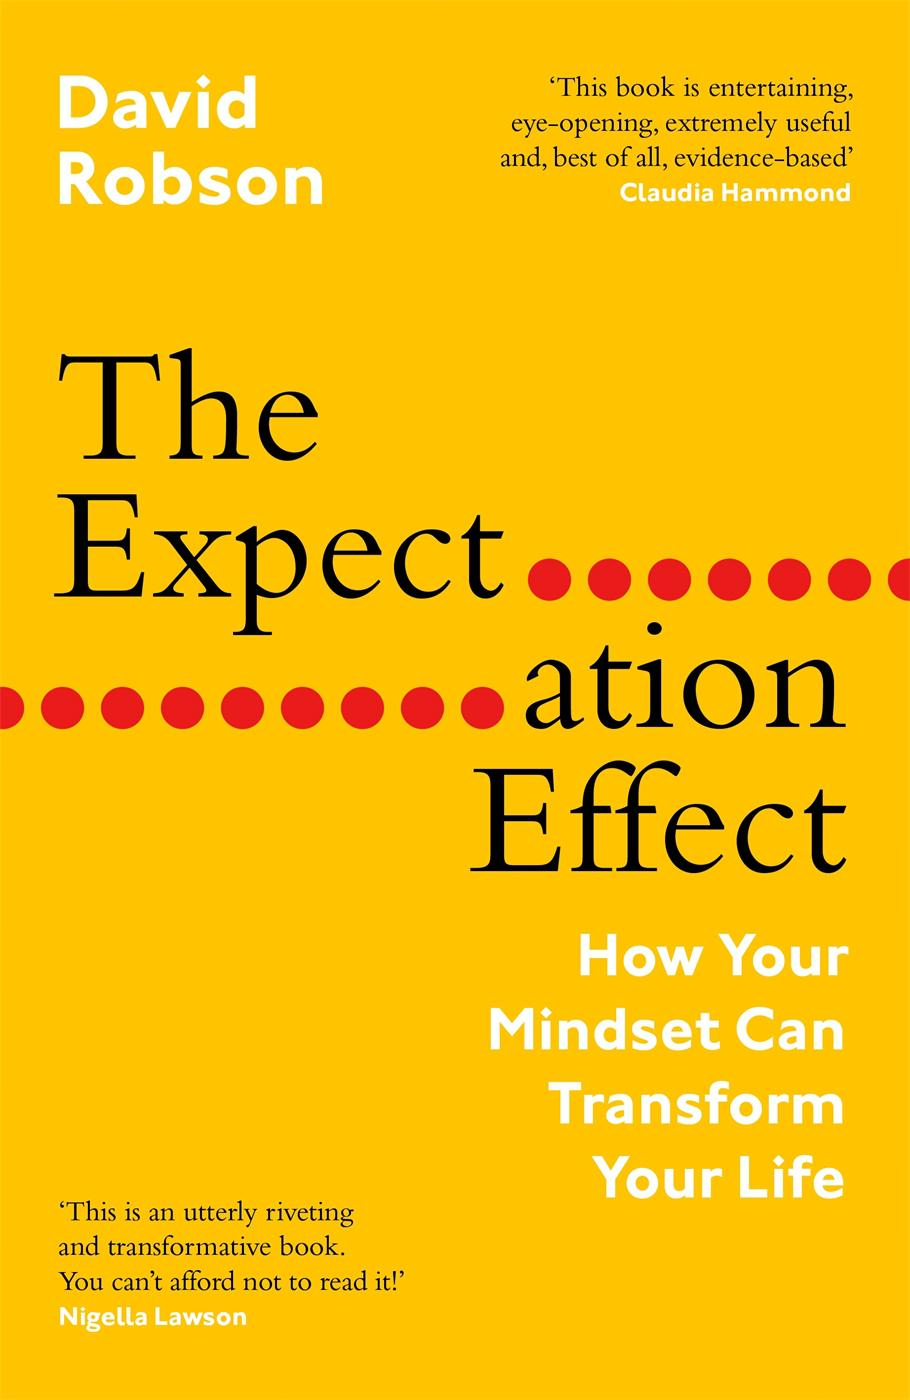 David
Robson
‘This book is entertaining,
eye-opening, extremely useful
and, best of all, evidence-based’
Claudia Hammond
The
Expect
ation
Effect
How Your
Mindset Can
Transform
Your Life
‘This is an utterly riveting
and transformative book.
You can’t afford not to read it!’
Nigella Lawson